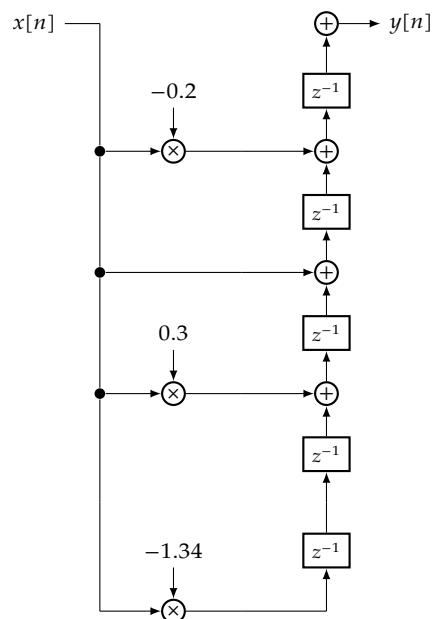 x[n]
+
y[n]
z⁻¹
−0.2
×
+
z⁻¹
+
z⁻¹
0.3
×
+
z⁻¹
z⁻¹
−1.34
×